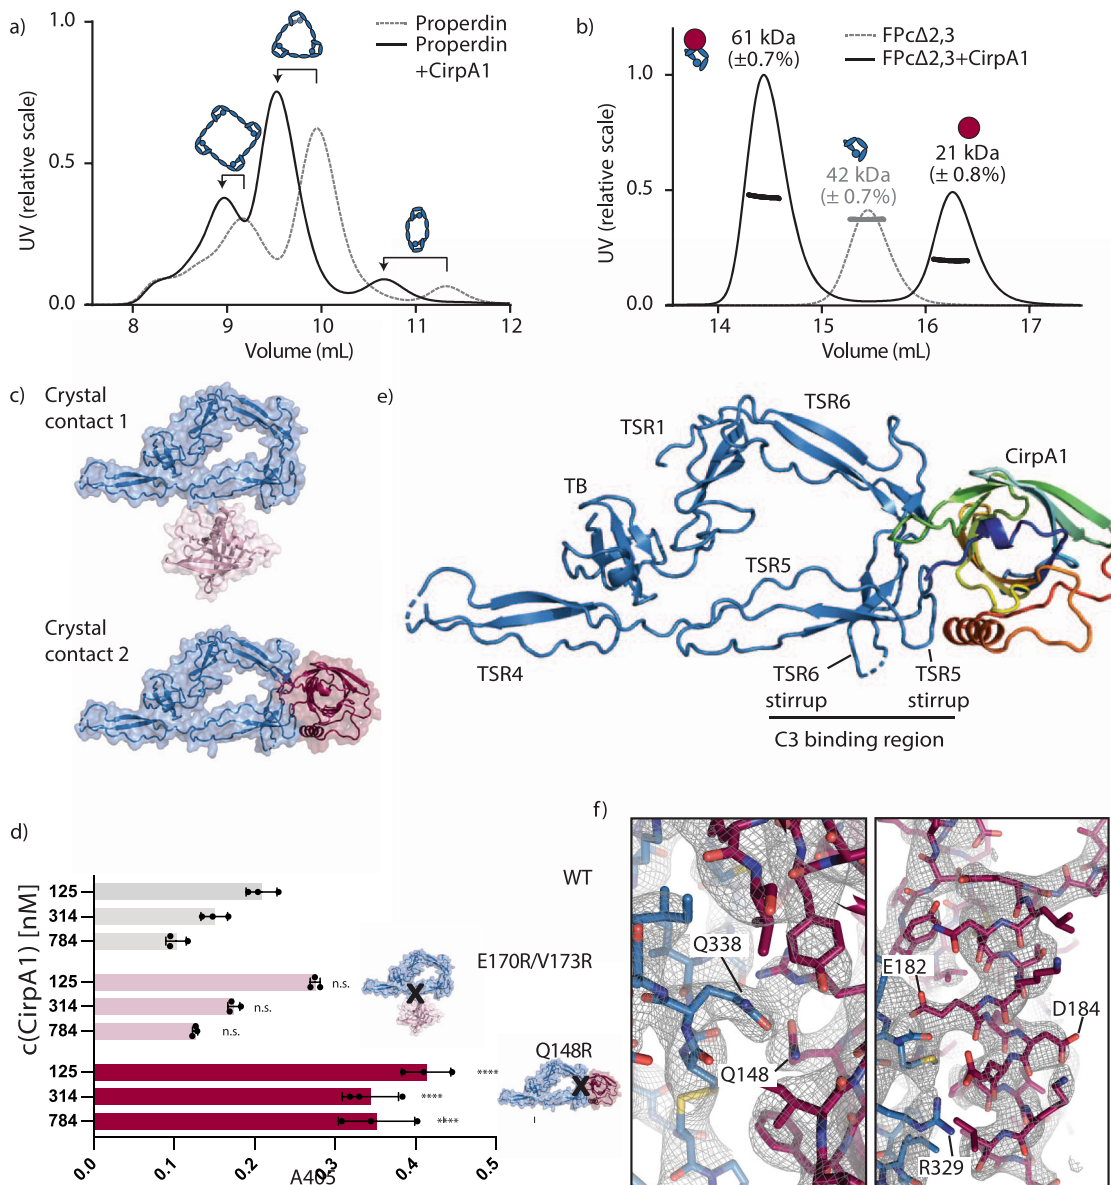 a)
1.0
0.5
0.0
UV (relative scale)
8
9
10
11
12
Volume (mL)
Properdin
Properdin
+CirpA1
b)
61 kDa
(±0.7%)
FPcΔ2,3
FPcΔ2,3+CirpA1
42 kDa
(± 0.7%)
21 kDa
(± 0.8%)
1.0
0.5
0.0
UV (relative scale)
14
15
16
17
Volume (mL)
c)
Crystal
contact 1
Crystal
contact 2
e)
TSR6
TSR1
CirpA1
TB
TSR5
TSR4
TSR6
stirrup
TSR5
stirrup
C3 binding region
d)
c(CirpA1) [nM]
125
314
784
125
314
784
125
314
784
WT
E170R/V173R
n.s.
n.s.
n.s.
Q148R
****
****
****
0.0
0.1
0.2
0.3
0.4
0.5
A405
f)
Q338
Q148
E182
D184
R329